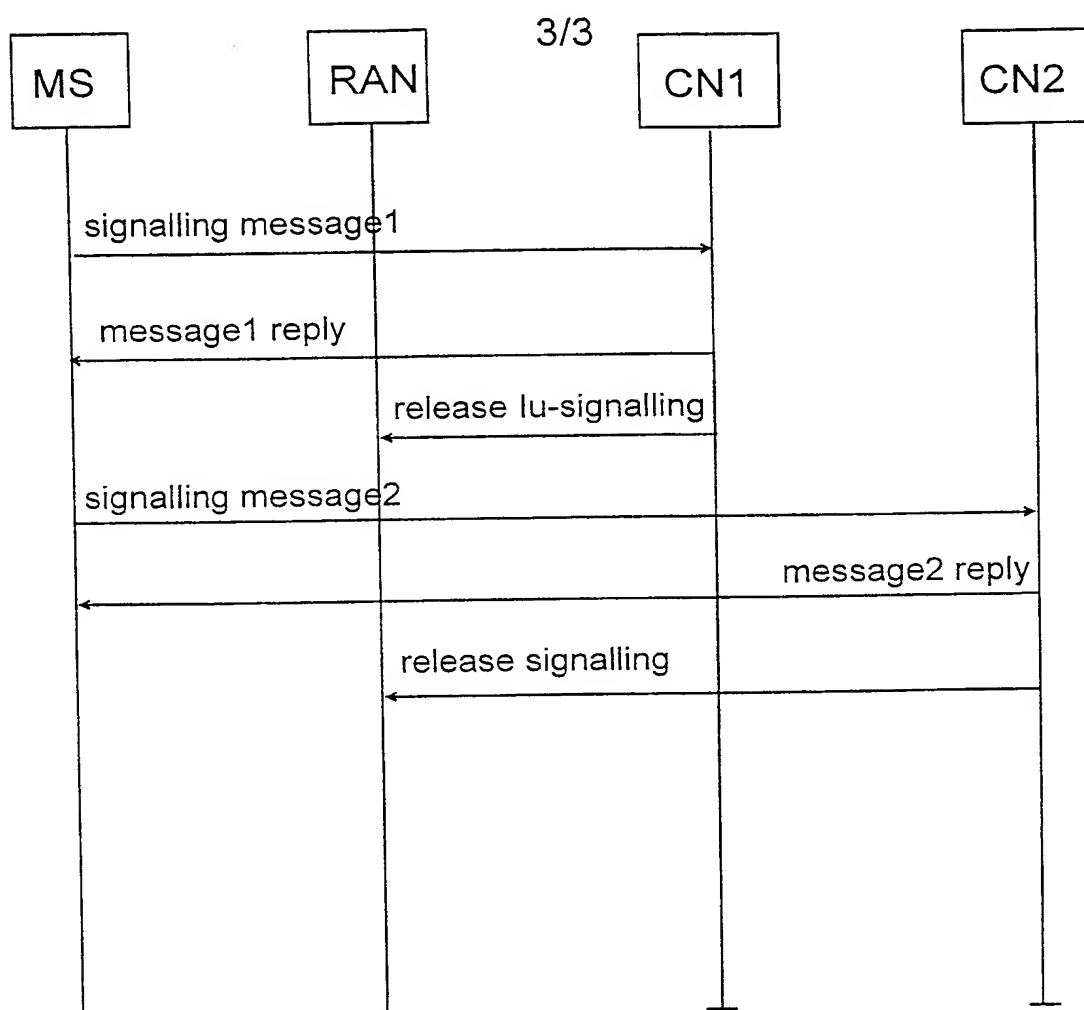 3/3
MS
RAN
CN1
CN2
signalling message1
message1 reply
release Iu-signalling
signalling message2
message2 reply
release signalling